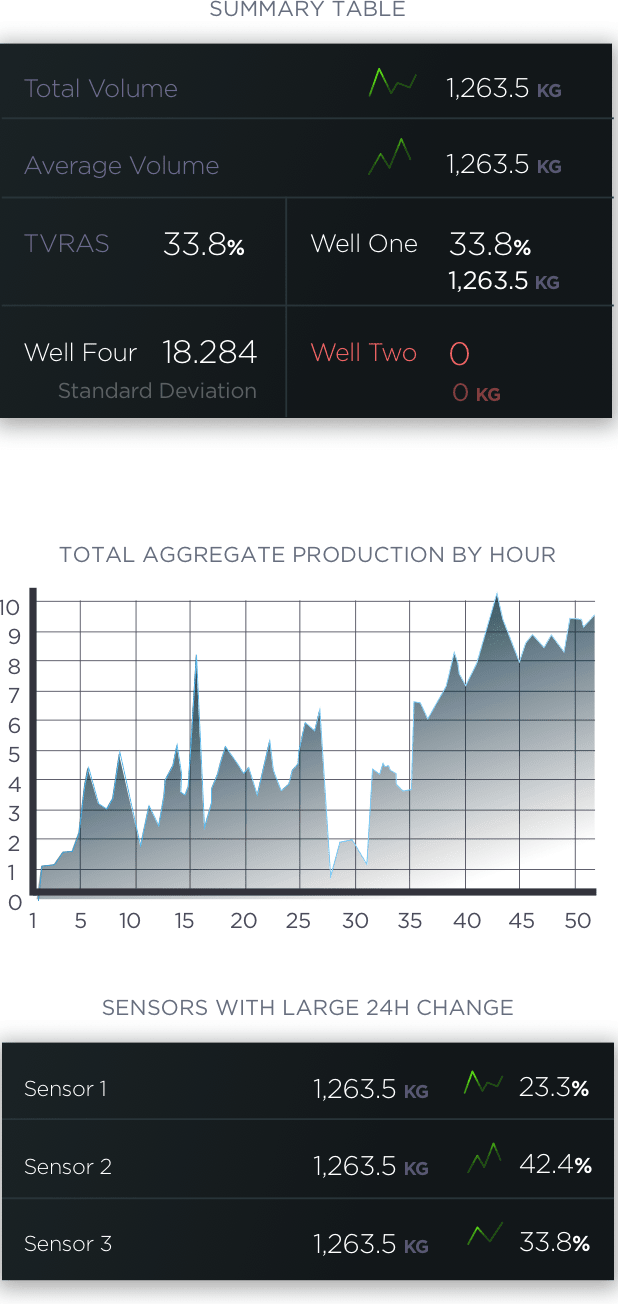 SUMMARY TABLE
Total Volume 1,263.5 KG
Average Volume 1,263.5 KG
TVRAS 33.8% Well One 33.8%
1,263.5 KG
Well Four 18.284 Well Two 0
Standard Deviation 0 KG
TOTAL AGGREGATE PRODUCTION BY HOUR
10
9
8
7
6
5
4
3
2
1
0
1 5 10 15 20 25 30 35 40 45 50
SENSORS WITH LARGE 24H CHANGE
Sensor 1 1,263.5 KG 23.3%
Sensor 2 1,263.5 KG 42.4%
Sensor 3 1,263.5 KG 33.8%